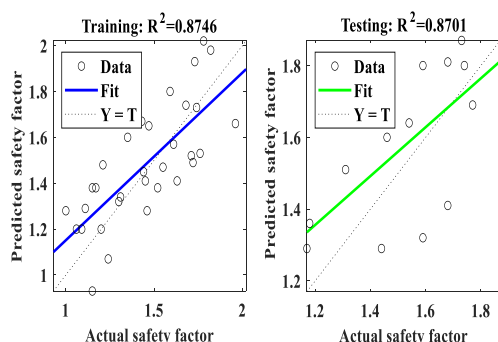 Training: R²=0.8746
Predicted safety factor
2
1.8
1.6
1.4
1.2
1
Data
Fit
Y = T
1
1.5
2
Actual safety factor
Testing: R²=0.8701
Predicted safety factor
1.8
1.6
1.4
1.2
Data
Fit
Y = T
1.2
1.4
1.6
1.8
Actual safety factor